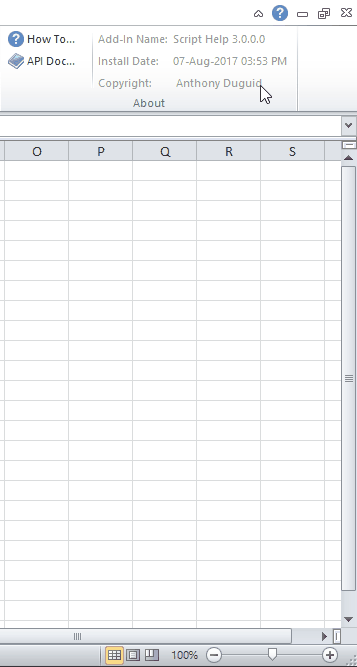 How To... Add-In Name: Script Help 3.0.0.0
API Doc... Install Date: 07-Aug-2017 03:53 PM
Copyright: Anthony Duguid
About
O P Q R S
100%